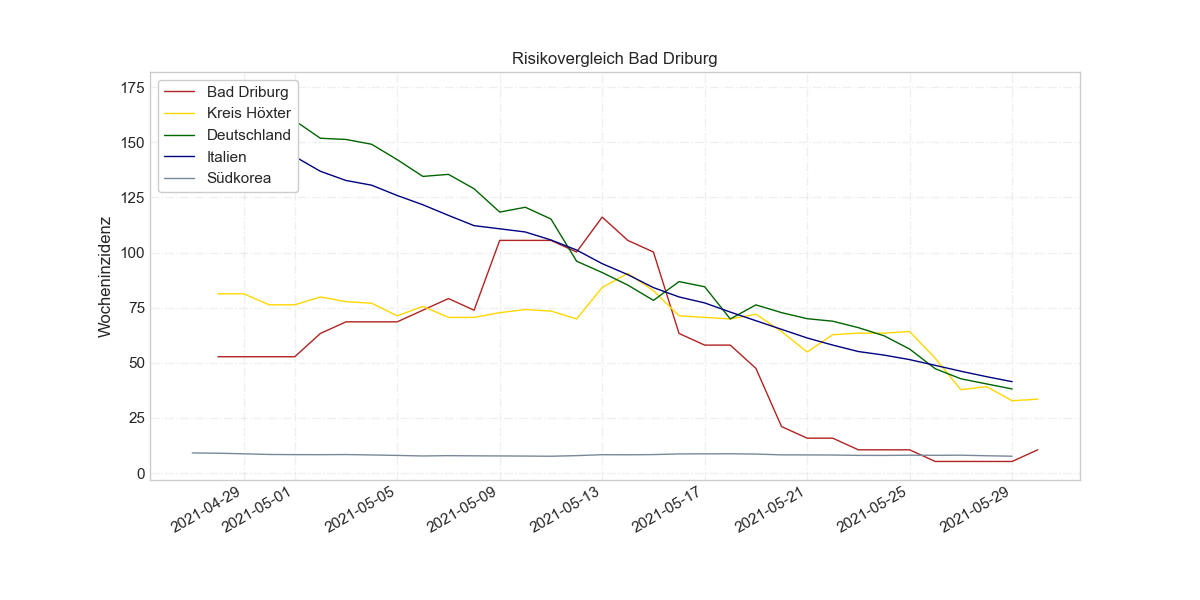 Risikovergleich Bad Driburg
Wocheninzidenz
175
150
125
100
75
50
25
0
Bad Driburg
Kreis Höxter
Deutschland
Italien
Südkorea
2021-04-29
2021-05-01
2021-05-05
2021-05-09
2021-05-13
2021-05-17
2021-05-21
2021-05-25
2021-05-29